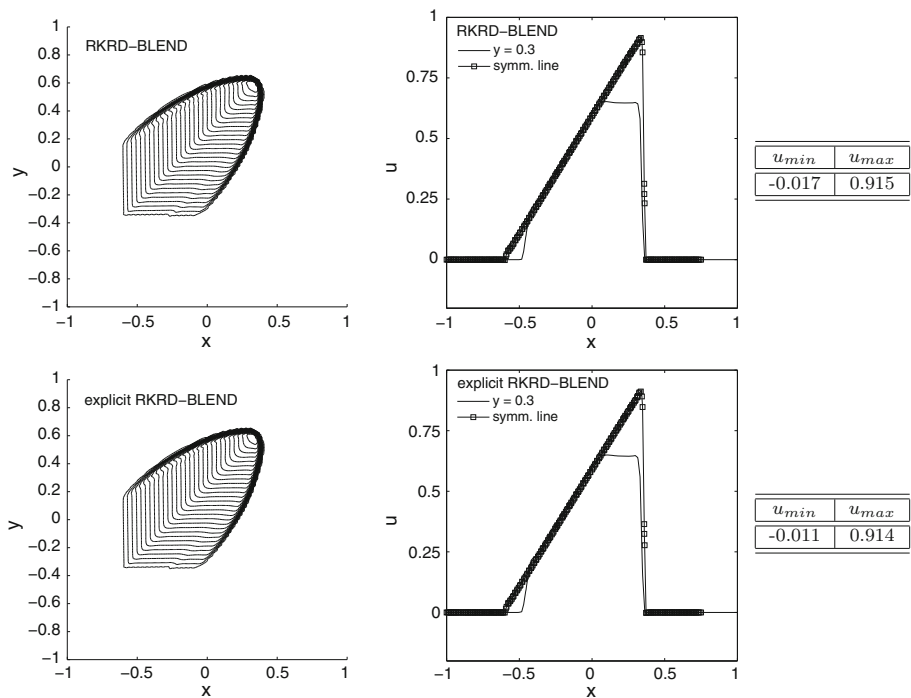 1
0.8
0.6
0.4
0.2
0
−0.2
−0.4
−0.6
−0.8
−1
y
RKRD−BLEND
−1 −0.5 0 0.5 1
x
1
0.75
0.5
0.25
0
u
RKRD−BLEND
y = 0.3
symm. line
−1 −0.5 0 0.5 1
x
u_min u_max
-0.017 0.915
1
0.8
0.6
0.4
0.2
0
−0.2
−0.4
−0.6
−0.8
−1
y
explicit RKRD−BLEND
−1 −0.5 0 0.5 1
x
1
0.75
0.5
0.25
0
u
explicit RKRD−BLEND
y = 0.3
symm. line
−1 −0.5 0 0.5 1
x
u_min u_max
-0.011 0.914